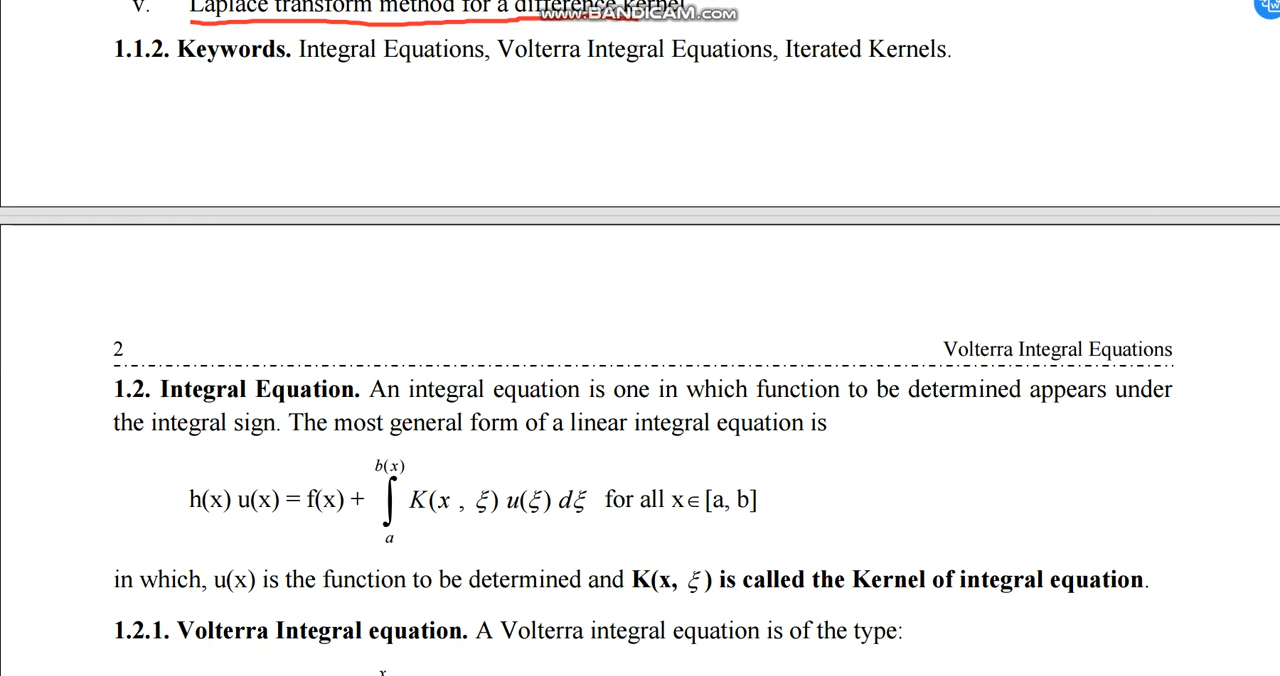 v. Laplace transform method for a difference kernel
www.BANDICAM.com
1.1.2. Keywords. Integral Equations, Volterra Integral Equations, Iterated Kernels.
2 Volterra Integral Equations
1.2. Integral Equation. An integral equation is one in which function to be determined appears under
the integral sign. The most general form of a linear integral equation is
b(x)
h(x) u(x) = f(x) + ∫ K(x , ξ) u(ξ) dξ for all x∈[a, b]
a
in which, u(x) is the function to be determined and K(x, ξ) is called the Kernel of integral equation.
1.2.1. Volterra Integral equation. A Volterra integral equation is of the type:
x